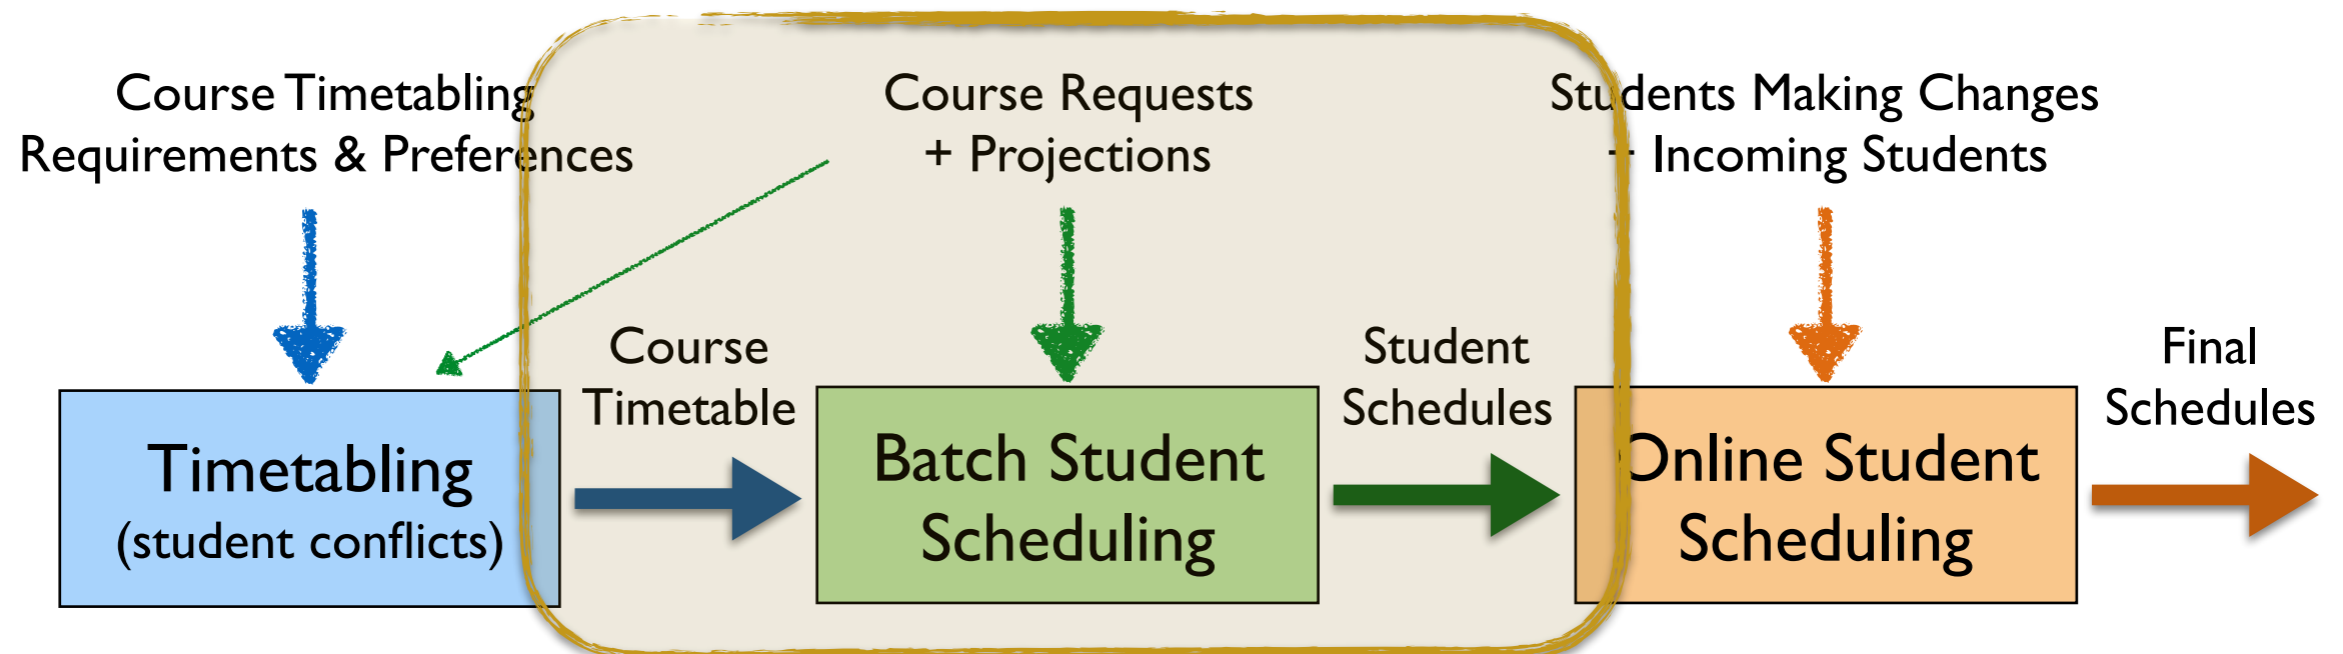 Course Timetabling
Requirements & Preferences
Course Requests
+ Projections
Students Making Changes
+ Incoming Students
Course
Timetable
Student
Schedules
Final
Schedules
Timetabling
(student conflicts)
Batch Student
Scheduling
Online Student
Scheduling